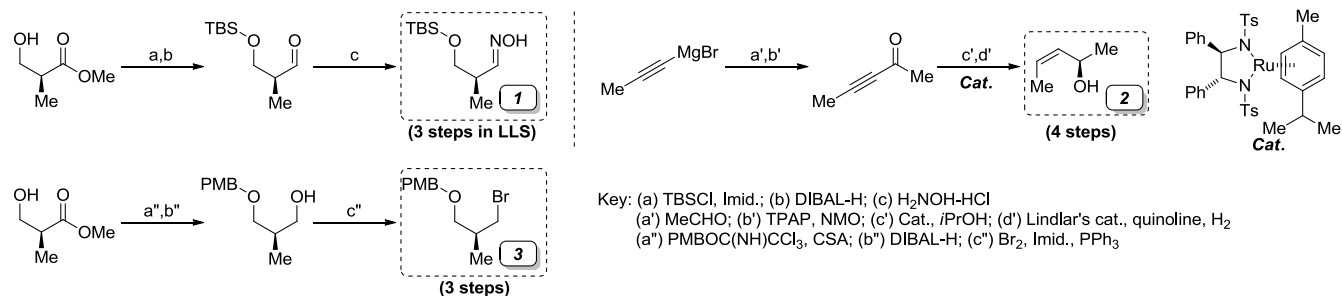 HO O OMe Me
a,b
TBS O O Me
c
TBS O NOH Me
1
(3 steps in LLS)
MgBr Me
a',b'
O Me Me
c',d'
Cat.
Me Me OH
2
(4 steps)
Ph Ph Ts N N Ts Ru Me Me Me
Cat.
HO O OMe Me
a",b"
PMB O OH Me
c"
PMB O Br Me
3
(3 steps)
Key: (a) TBSCl, Imid.; (b) DIBAL-H; (c) H₂NOH-HCl
(a') MeCHO; (b') TPAP, NMO; (c') Cat., iPrOH; (d') Lindlar's cat., quinoline, H₂
(a") PMBOC(NH)CCl₃, CSA; (b") DIBAL-H; (c") Br₂, Imid., PPh₃